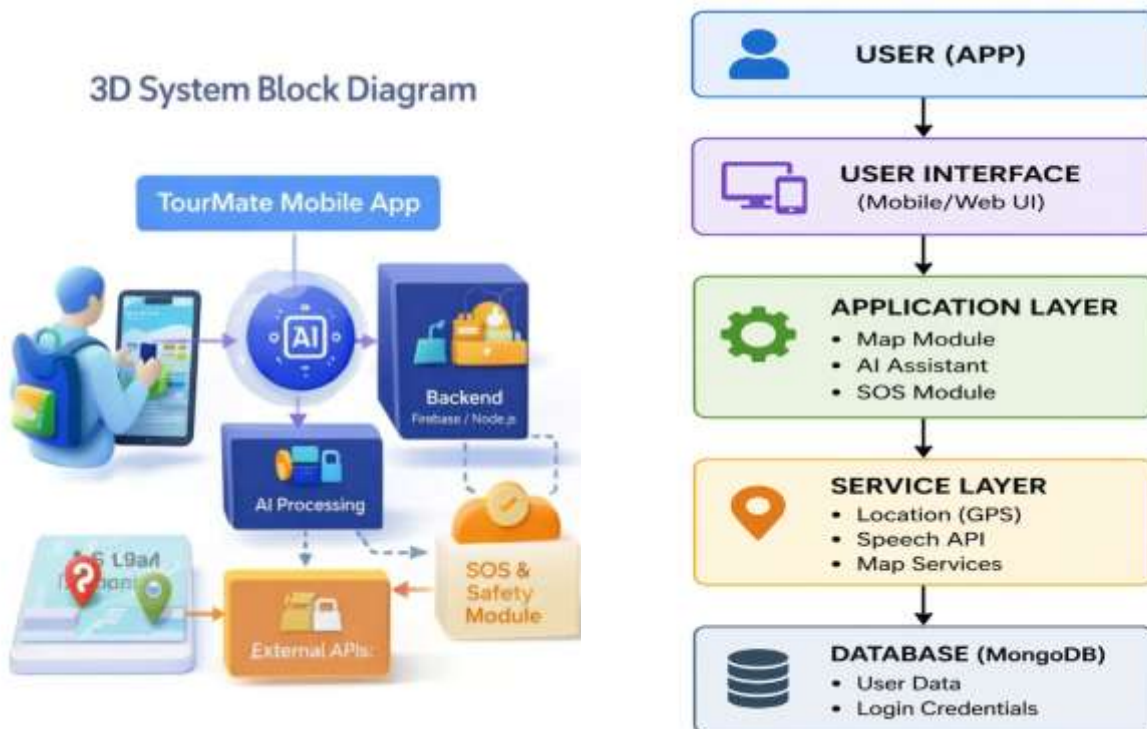 3D System Block Diagram
TourMate Mobile App
AI
Backend
Firebase / Node.js
AI Processing
SOS &
Safety
Module
External APIs:
USER (APP)
USER INTERFACE
(Mobile/Web UI)
APPLICATION LAYER
• Map Module
• AI Assistant
• SOS Module
SERVICE LAYER
• Location (GPS)
• Speech API
• Map Services
DATABASE (MongoDB)
• User Data
• Login Credentials